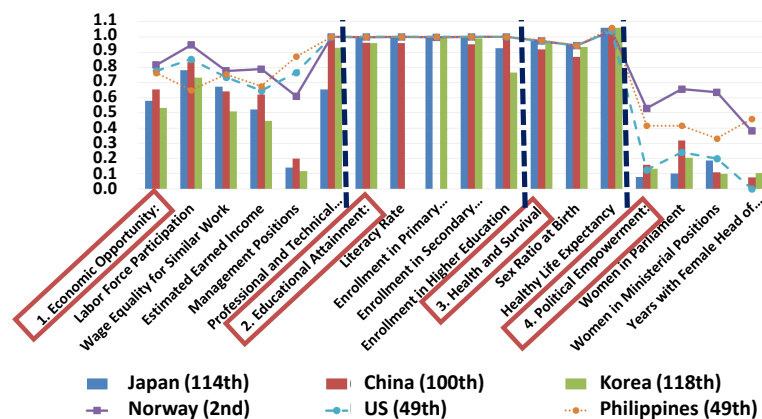 1.1
1.0
0.9
0.8
0.7
0.6
0.5
0.4
0.3
0.2
0.1
0.0
1. Economic Opportunity:
Labor Force Participation
Wage Equality for Similar Work
Estimated Earned Income
Management Positions
Professional and Technical...
2. Educational Attainment:
Literacy Rate
Enrollment in Primary...
Enrollment in Secondary...
Enrollment in Higher Education
3. Health and Survival
Sex Ratio at Birth
Healthy Life Expectancy
4. Political Empowerment:
Women in Parliament
Women in Ministerial Positions
Years with Female Head of...
Japan (114th)
China (100th)
Korea (118th)
Norway (2nd)
US (49th)
Philippines (49th)